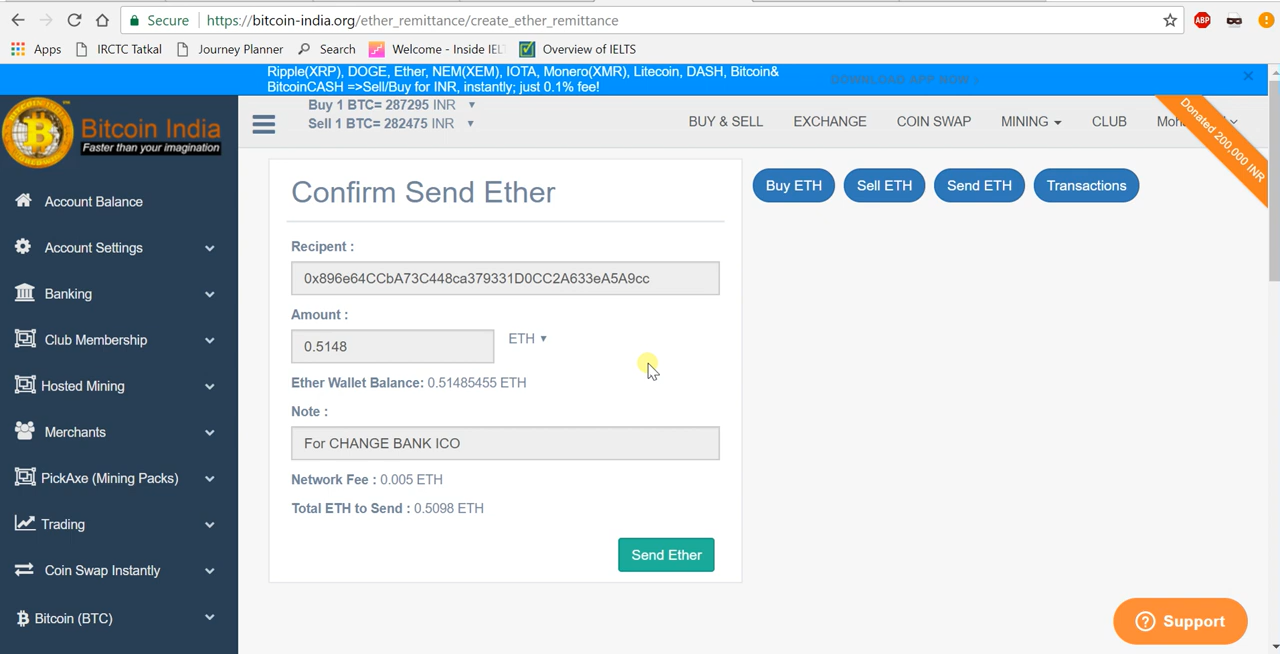 Secure https://bitcoin-india.org/ether_remittance/create_ether_remittance
ABP
Apps IRCTC Tatkal Journey Planner Search Welcome - Inside IEL Overview of IELTS
Ripple(XRP), DOGE, Ether, NEM(XEM), IOTA, Monero(XMR), Litecoin, DASH, Bitcoin&
BitcoinCASH =>Sell/Buy for INR, instantly; just 0.1% fee!
DOWNLOAD APP NOW
Buy 1 BTC= 287295 INR
Sell 1 BTC= 282475 INR
BUY & SELL EXCHANGE COIN SWAP MINING CLUB
Donated 200,000 INR
Bitcoin India
Faster than your imagination
Account Balance
Account Settings
Banking
Club Membership
Hosted Mining
Merchants
PickAxe (Mining Packs)
Trading
Coin Swap Instantly
Bitcoin (BTC)
Confirm Send Ether
Recipent :
0x896e64CCbA73C448ca379331D0CC2A633eA5A9cc
Amount :
0.5148 ETH
Ether Wallet Balance: 0.51485455 ETH
Note :
For CHANGE BANK ICO
Network Fee : 0.005 ETH
Total ETH to Send : 0.5098 ETH
Send Ether
Buy ETH Sell ETH Send ETH Transactions
Support